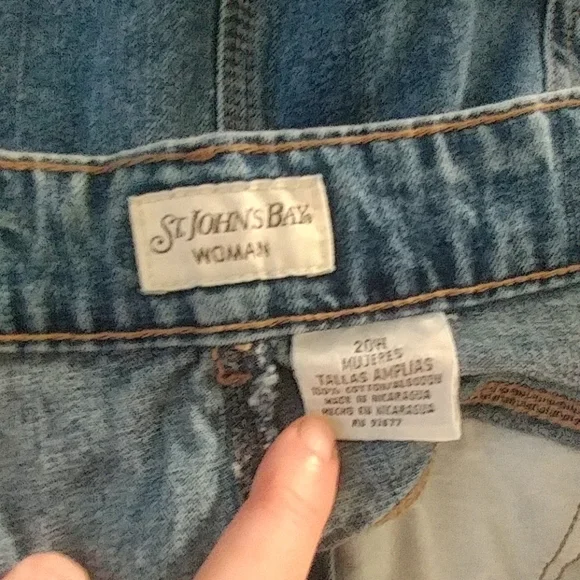 ST. JOHN'S BAY®
WOMAN
20W
MUJERES
TALLAS AMPLIAS
100% COTTON/ALGODON
MADE IN NICARAGUA
HECHO EN NICARAGUA
RN 93677